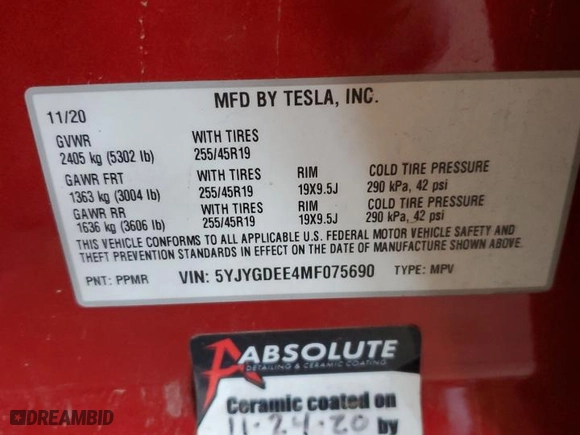 MFD BY TESLA, INC.
11/20
GVWR WITH TIRES
2405 kg (5302 lb) 255/45R19
GAWR FRT WITH TIRES RIM COLD TIRE PRESSURE
1363 kg (3004 lb) 255/45R19 19X9.5J 290 kPa, 42 psi
GAWR RR WITH TIRES RIM COLD TIRE PRESSURE
1636 kg (3606 lb) 255/45R19 19X9.5J 290 kPa, 42 psi
THIS VEHICLE CONFORMS TO ALL APPLICABLE U.S. FEDERAL MOTOR VEHICLE SAFETY AND
THEFT PREVENTION STANDARDS IN EFFECT ON THE DATE OF MANUFACTURE SHOWN ABOVE.
PNT: PPMR VIN: 5YJYGDEE4MF075690 TYPE: MPV
ABSOLUTE
DETAILING & CERAMIC COATING
Ceramic coated on
11-24-20 by
DREAMBID